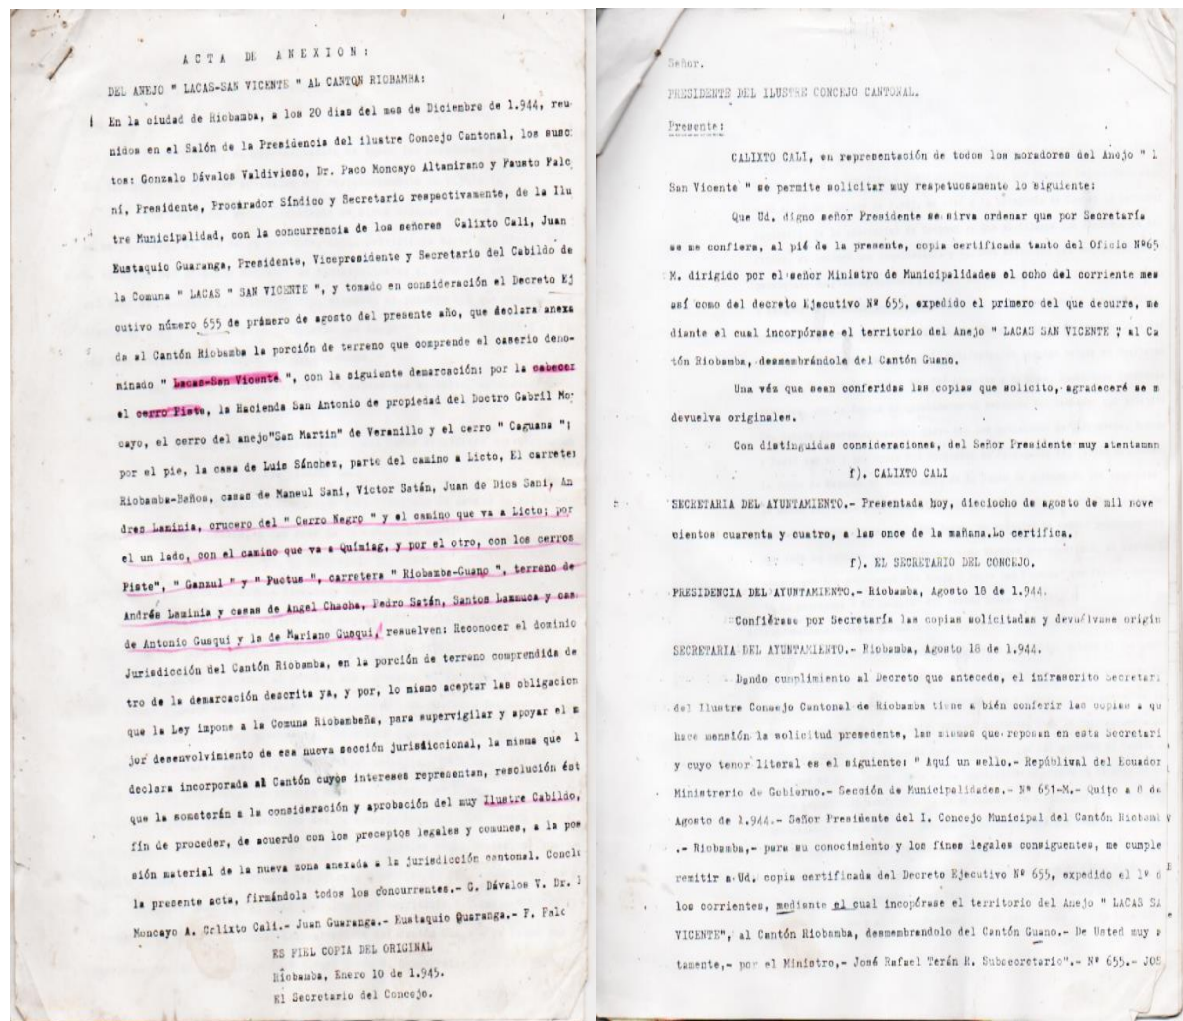 ACTA DE ANEXION:
DEL ANEJO " LACAS-SAN VICENTE " AL CANTON RIOBAMBA:
En la ciudad de Riobamba, a los 20 dias del mes de Diciembre de 1.944, reu-
nidos en el Salón de la Presidencia del ilustre Concejo Cantonal, los susc
tos: Gonzalo Dávalos Valdivieso, Dr. Paco Moncayo Altamirano y Fausto Falc
ní, Presidente, Procurador Síndico y Secretario respectivamente, de la Ilu
tre Municipalidad, con la concurrencia de los señores Calixto Cali, Juan
Eustaquio Guaranga, Presidente, Vicepresidente y Secretario del Cabildo de
la Comuna " LACAS " SAN VICENTE ", y tomado en consideración el Decreto Ej
cutivo número 655 de primero de agosto del presente año, que declara anexa
da al Cantón Riobamba la porción de terreno que comprende el caserio deno-
minado " Lacas-San Vicente ", con la siguiente demarcación: por la cabecer
el cerro Piste, la Hacienda San Antonio de propiedad del Doctro Gabril Mo-
cayo, el cerro del anejo"San Martin" de Veranillo y el cerro " Caguana ";
por el pie, la casa de Luis Sánchez, parte del camino a Licto, El carrete:
Riobamba-Baños, casas de Maneul Sani, Victor Satán, Juan de Dios Sani, An
dres Laminia, crucero del " Cerro Negro " y el camino que va a Licto; por
el un lado, con el camino que va a Químiag, y por el otro, con los cerros
Piste", " Ganzul " y " Puctus ", carretera " Riobamba-Guano ", terreno de
Andrés Laminia y casas de Angel Chacha, Pedro Satán, Santos Laxmuca y cas
de Antonio Guaqui y la de Mariano Guaqui, resuelven: Reconocer el dominio
Jurisdicción del Cantón Riobamba, en la porción de terreno comprendida de
tro de la demarcación descrita ya, y por, lo mismo aceptar las obligacion
que la Ley impone a la Comuna Riobambeña, para supervigilar y apoyar el m
jor desenvolvimiento de esa nueva sección jurisdiccional, la misma que l
declara incorporada al Cantón cuyos intereses representan, resolución ést
que la someterán a la consideración y aprobación del muy Ilustre Cabildo,
fin de proceder, de acuerdo con los preceptos legales y comunes, a la pos
sión material de la nueva zona anexada a la jurisdicción cantonal. Conclu
la presente acta, firmándola todos los concurrentes.- G. Dávalos V. Dr. I
Moncayo A. Calixto Cali.- Juan Guaranga.- Eustaquio Guaranga.- F. Falc
ES FIEL COPIA DEL ORIGINAL
Riobamba, Enero 10 de 1.945.
El Secretario del Concejo.
Señor.
PRESIDENTE DEL ILUSTRE CONCEJO CANTONAL.
Presente:
CALIXTO CALI, en representación de todos los moradores del Anejo " l
San Vicente " se permite solicitar muy respetuosamente lo siguiente:
Que Ud. digno señor Presidente se sirva ordenar que por Secretaría
se me confiera, al pié de la presente, copia certificada tanto del Oficio Nº65
M. dirigido por el señor Ministro de Municipalidades el ocho del corriente mes
así como del decreto Ejecutivo Nº 655, expedido el primero del que decurre, me
diante el cual incorpórase el territorio del Anejo " LACAS SAN VICENTE " al Ca
tón Riobamba, desmembrándole del Cantón Guano.
Una véz que sean conferidas las copias que solicito, agradeceré se m
devuelva originales.
Con distinguidas consideraciones, del Señor Presidente muy atentamen
f). CALIXTO CALI
SECRETARIA DEL AYUNTAMIENTO.- Presentada hoy, dieciocho de agosto de mil nove
cientos cuarenta y cuatro, a las once de la mañana.Lo certifica.
f). EL SECRETARIO DEL CONCEJO.
PRESIDENCIA DEL AYUNTAMIENTO.- Riobamba, Agosto 18 de 1.944.
Confiérase por Secretaría las copias solicitadas y devuélvase origin
SECRETARIA DEL AYUNTAMIENTO.- Riobamba, Agosto 18 de 1.944.
Dando cumplimiento al Decreto que antecede, el infrascrito secretari
del Ilustre Consejo Cantonal de Riobamba tiene a bién conferir las copias a qu
hace mensión la solicitud presedente, las mismas que reposan en esta Secretarí
y cuyo tenor literal es el siguiente: " Aquí un sello.- Repúbliwal del Ecuador
Ministrerio de Gobierno.- Sección de Municipalidades.- Nº 651-M.- Quito a 8 de
Agosto de 1.944.- Señor Presidente del I. Concejo Municipal del Cantón Riobamb
.- Riobamba,- para su conocimiento y los fines legales consiguentes, me cumple
remitir a Ud. copia certificada del Decreto Ejecutivo Nº 655, expedido el 1º d
los corrientes, mediante el cual incopórase el territorio del Anejo " LACAS SA
VICENTE", al Cantón Riobamba, desmembrandolo del Cantón Guano.- De Usted muy a
tamente,- por el Ministro,- José Rafael Terán R. Subsecretario".- Nº 655.- JOS